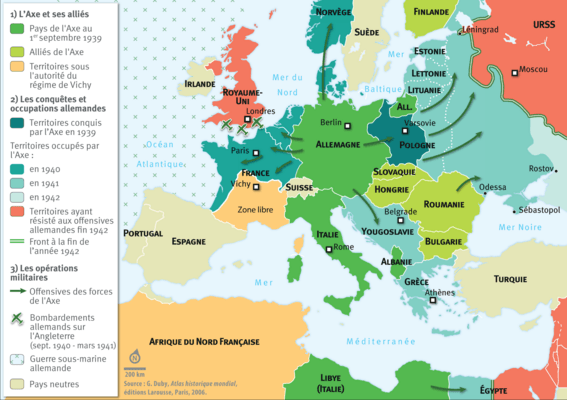 1) L'Axe et ses alliés
Pays de l'Axe au
1er septembre 1939
Alliés de l'Axe
Territoires sous
l'autorité du
régime de Vichy
2) Les conquêtes et
occupations allemandes
Territoires conquis
par l'Axe en 1939
Territoires occupés par
l'Axe :
en 1940
en 1941
en 1942
Territoires ayant
résisté aux offensives
allemandes fin 1942
Front à la fin de
l'année 1942
3) Les opérations
militaires
Offensives des forces
de l'Axe
Bombardements
allemands sur
l'Angleterre
(sept. 1940 - mars 1941)
Guerre sous-marine
allemande
Pays neutres
NORVÈGE
FINLANDE
SUÈDE
URSS
Léningrad
ESTONIE
Mer
Baltique
LETTONIE
Moscou
LITUANIE
IRLANDE
ROYAUME-
UNI
Mer du
Nord
Londres
Berlin
ALL.
Varsovie
ALLEMAGNE
POLOGNE
Océan
Atlantique
Paris
FRANCE
Vichy
SLOVAQUIE
HONGRIE
SUISSE
Zone libre
ROUMANIE
Odessa
Rostov
Sébastopol
Mer Noire
Belgrade
YOUGOSLAVIE
BULGARIE
PORTUGAL
ESPAGNE
ITALIE
Rome
ALBANIE
GRÈCE
Athènes
TURQUIE
Mer
Méditerranée
AFRIQUE DU NORD FRANÇAISE
N
200 km
Source : G. Duby, Atlas historique mondial,
éditions Larousse, Paris, 2006.
LIBYE
(ITALIE)
ÉGYPTE